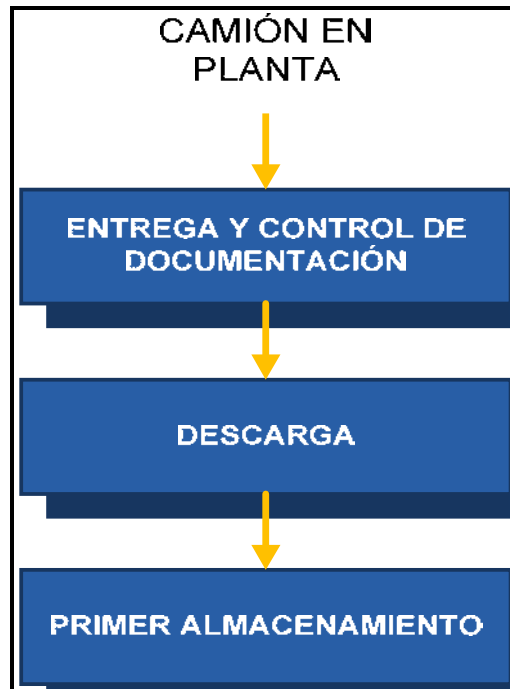 CAMIÓN EN
PLANTA
ENTREGA Y CONTROL DE
DOCUMENTACIÓN
DESCARGA
PRIMER ALMACENAMIENTO